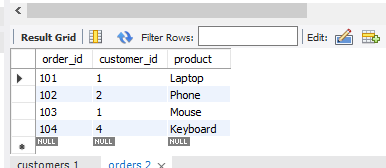 Result Grid Filter Rows: Edit:
order_id customer_id product
101 1 Laptop
102 2 Phone
103 1 Mouse
104 4 Keyboard
NULL NULL NULL
customers 1 orders 2